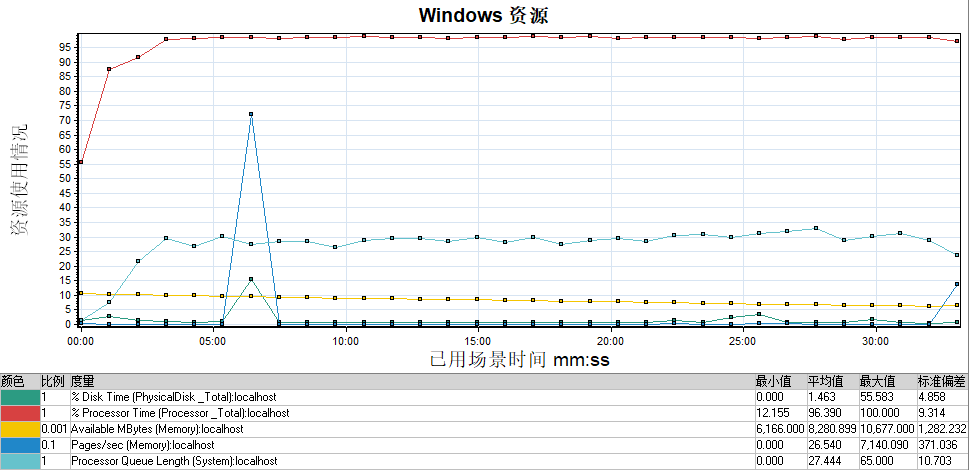 Windows 资源
95
90
85
80
75
70
65
60
55
50
45
40
35
30
25
20
15
10
5
0
资源使用情况
00:00 05:00 10:00 15:00 20:00 25:00 30:00
已用场景时间 mm:ss
颜色 比例 度量 最小值 平均值 最大值 标准偏差
1 % Disk Time (PhysicalDisk _Total):localhost 0.000 1.463 55.583 4.858
1 % Processor Time (Processor _Total):localhost 12.155 96.390 100.000 9.314
0.001 Available MBytes (Memory):localhost 6,166.000 8,280.899 10,677.000 1,282.232
0.1 Pages/sec (Memory):localhost 0.000 26.540 7,140.090 371.036
1 Processor Queue Length (System):localhost 0.000 27.444 65.000 10.703